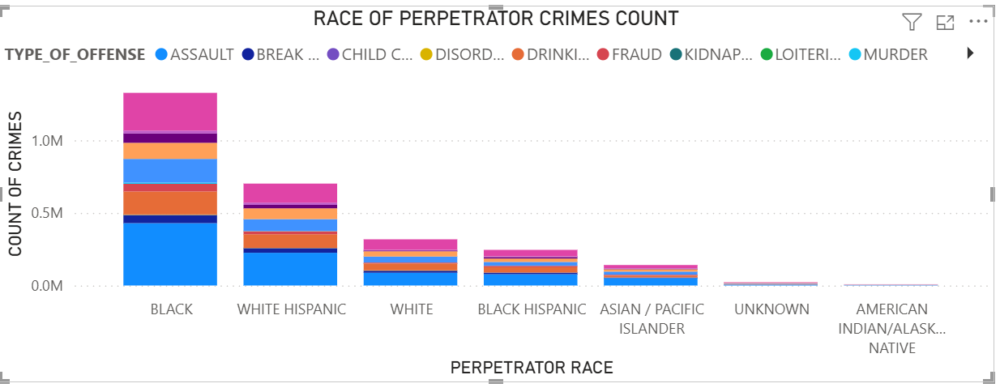 RACE OF PERPETRATOR CRIMES COUNT
TYPE_OF_OFFENSE ASSAULT BREAK ... CHILD C... DISORD... DRINKI... FRAUD KIDNAP... LOITERI... MURDER
COUNT OF CRIMES
1.0M
0.5M
0.0M
BLACK
WHITE HISPANIC
WHITE
BLACK HISPANIC
ASIAN / PACIFIC
ISLANDER
UNKNOWN
AMERICAN
INDIAN/ALASK...
NATIVE
PERPETRATOR RACE